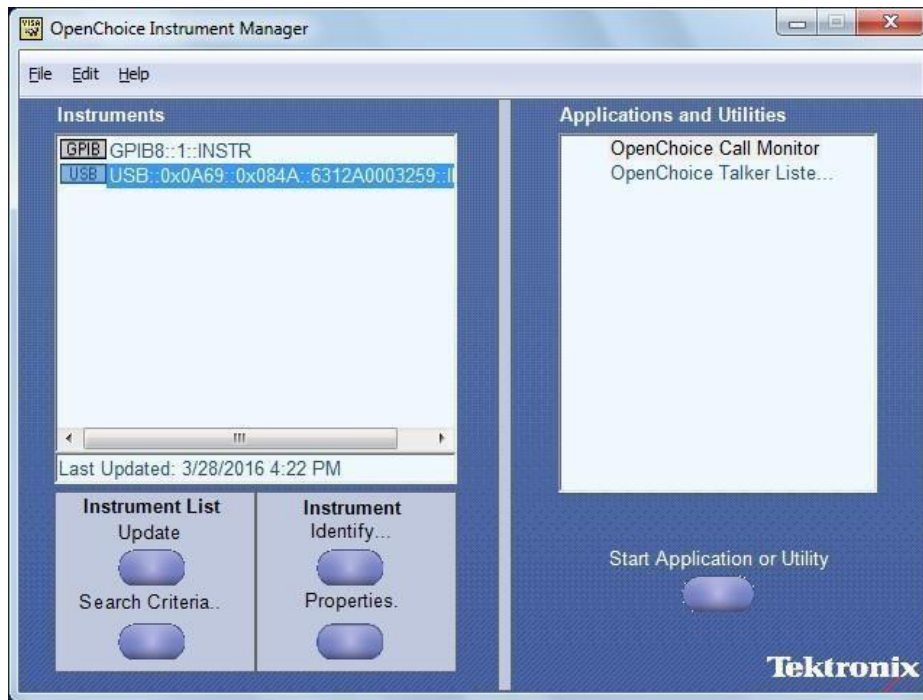 VISA
OpenChoice Instrument Manager
File Edit Help
Instruments
GPIB GPIB8::1::INSTR
USB USB::0x0A69::0x084A::6312A0003259::I
Last Updated: 3/28/2016 4:22 PM
Instrument List
Update
Search Criteria..
Instrument
Identify...
Properties.
Applications and Utilities
OpenChoice Call Monitor
OpenChoice Talker Liste...
Start Application or Utility
Tektronix